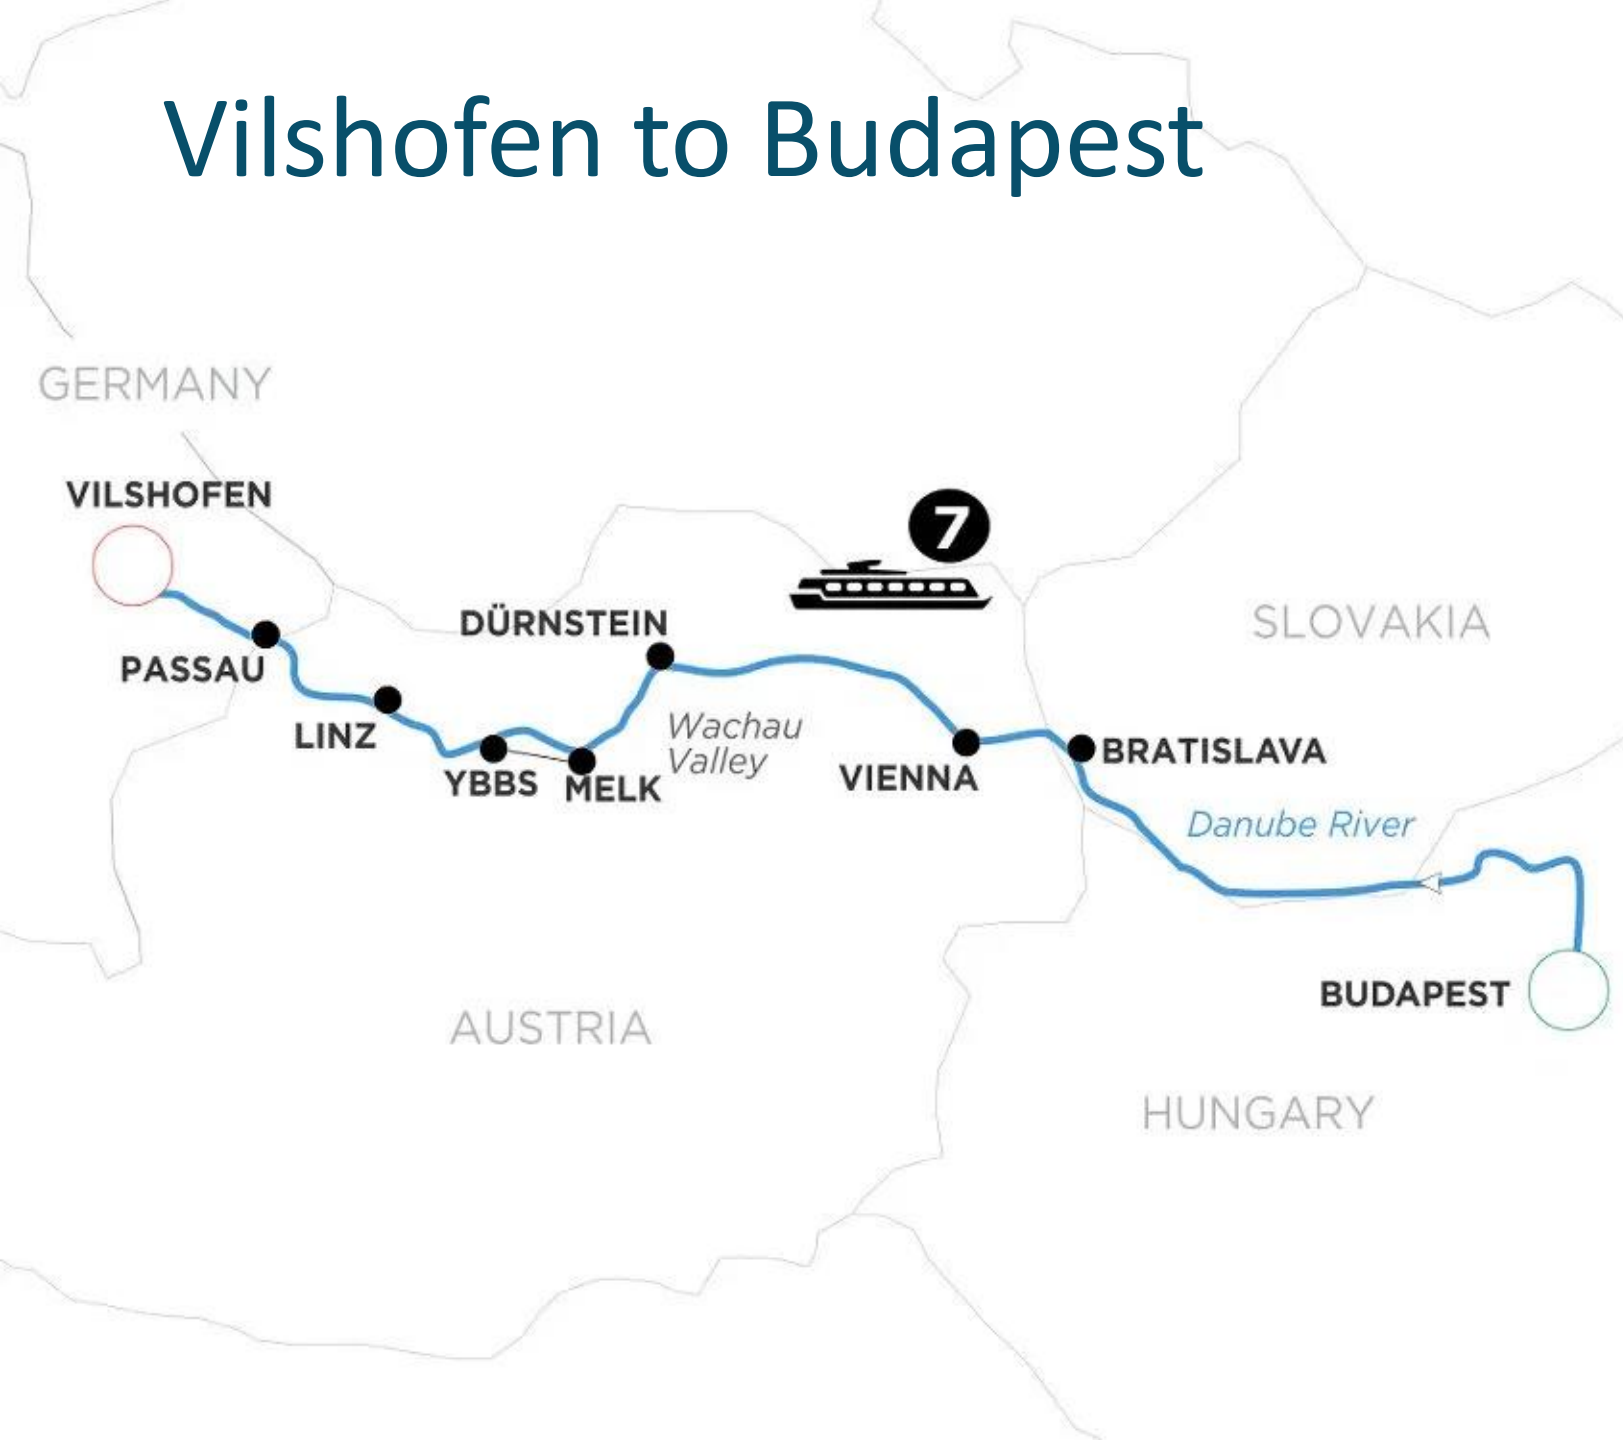 Vilshofen to Budapest
GERMANY
VILSHOFEN
7
DÜRNSTEIN
SLOVAKIA
PASSAU
LINZ
Wachau
Valley
YBBS
MELK
VIENNA
BRATISLAVA
Danube River
BUDAPEST
AUSTRIA
HUNGARY